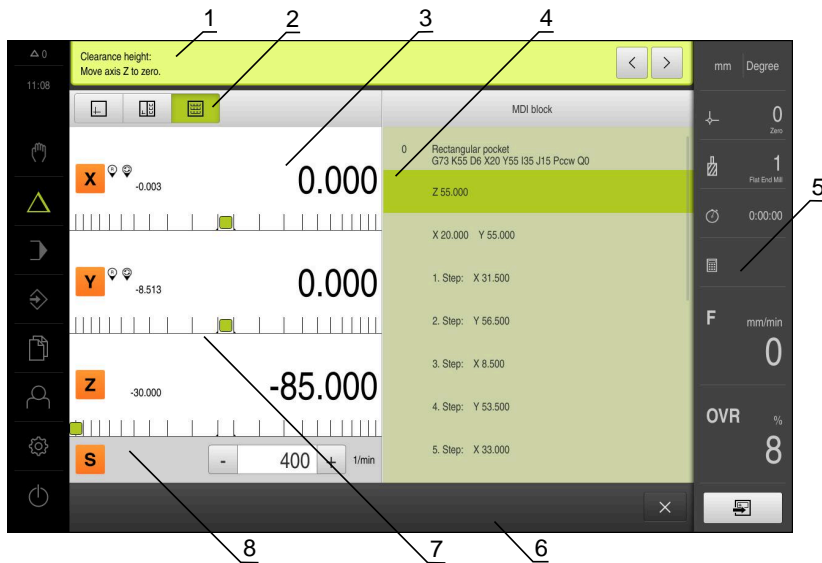 1
2
3
4
0
11:08
Clearance height:
Move axis Z to zero.
< >
mm Degree
MDI block
0
Zero
X
-0.003
0.000
0 Rectangular pocket
G73 K55 D6 X20 Y55 I35 J15 Pccw Q0
Z 55.000
X 20.000 Y 55.000
1
Flat End Mill
0:00:00
5
Y
-8.513
0.000
1. Step: X 31.500
2. Step: Y 56.500
3. Step: X 8.500
F mm/min
0
Z
-30.000
-85.000
4. Step: Y 53.500
5. Step: X 33.000
OVR %
8
S
- 400 + 1/min
8
7
6